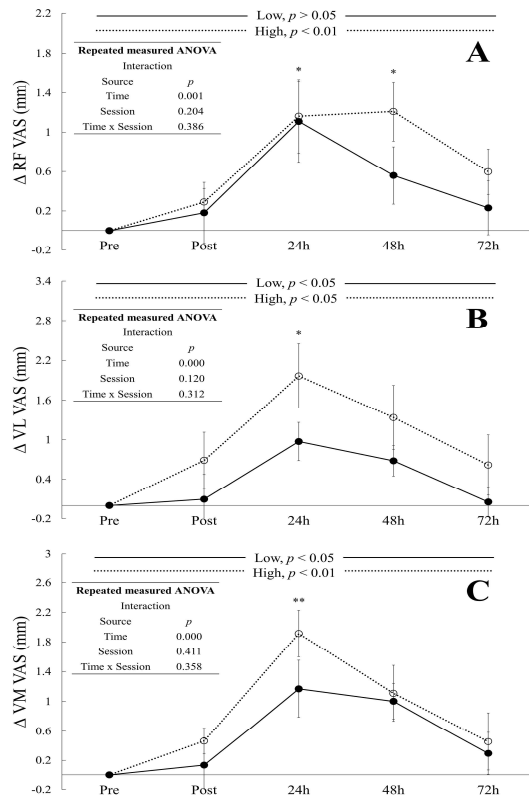 Low, p > 0.05
High, p < 0.01
A
Repeated measured ANOVA
Interaction
Source p
Time 0.001
Session 0.204
Time x Session 0.386
* *
Δ RF VAS (mm)
2.2
1.8
1.4
1
0.6
0.2
-0.2
Pre Post 24h 48h 72h
Low, p < 0.05
High, p < 0.05
B
Repeated measured ANOVA
Interaction
Source p
Time 0.000
Session 0.120
Time x Session 0.312
*
Δ VL VAS (mm)
3.4
2.8
2.2
1.6
1
0.4
-0.2
Pre Post 24h 48h 72h
Low, p < 0.05
High, p < 0.01
C
Repeated measured ANOVA
Interaction
Source p
Time 0.000
Session 0.411
Time x Session 0.358
**
Δ VM VAS (mm)
3
2.6
2.2
1.8
1.4
1
0.6
0.2
-0.2
Pre Post 24h 48h 72h